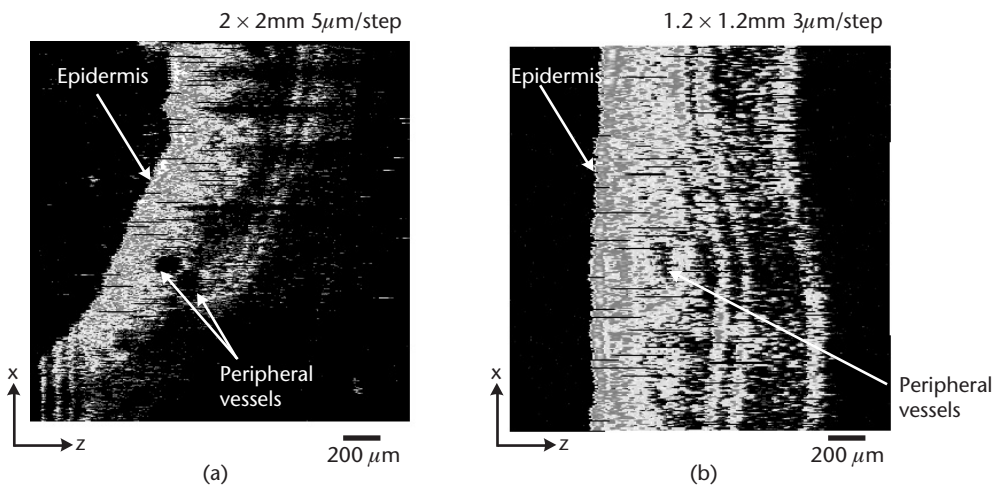 2 × 2mm 5μm/step
Epidermis
Peripheral
vessels
x
z
200 μm
(a)
1.2 × 1.2mm 3μm/step
Epidermis
Peripheral
vessels
x
z
200 μm
(b)